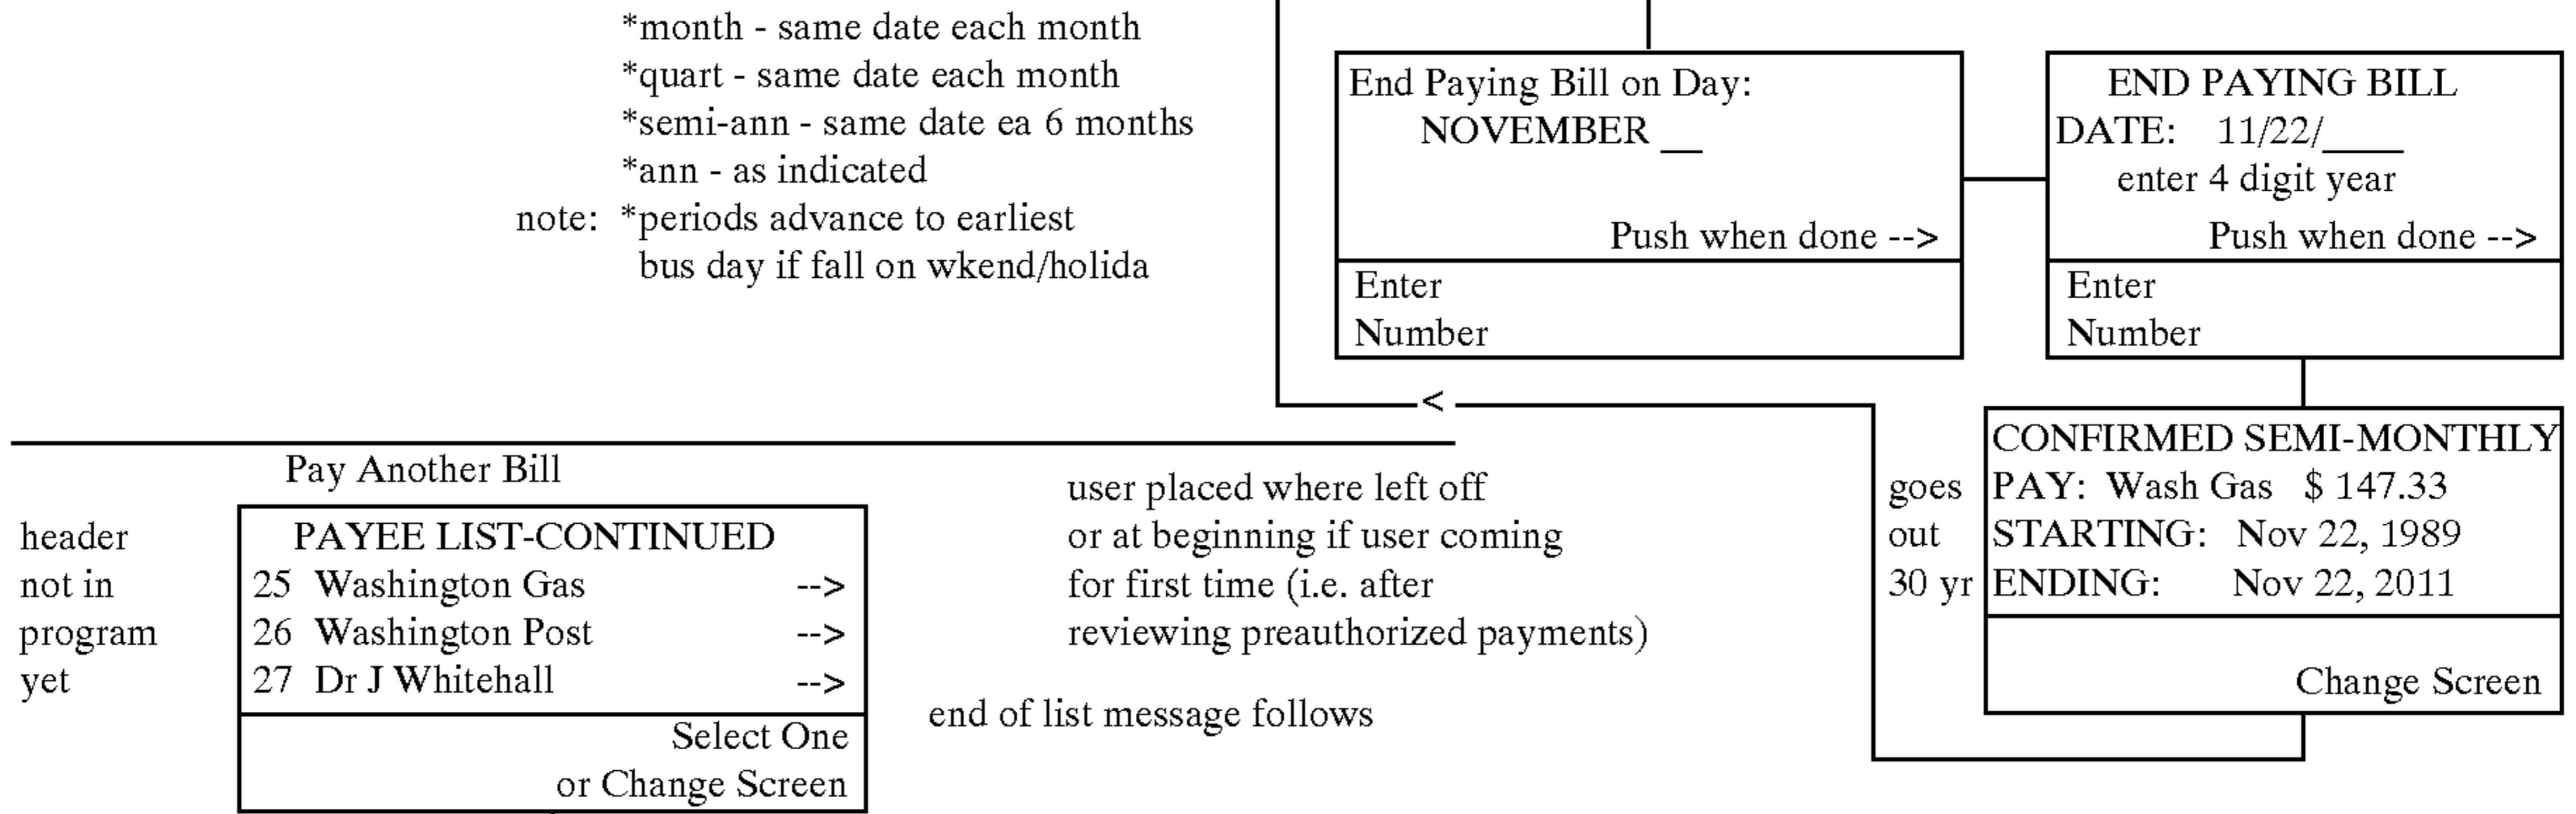 *month - same date each month
*quart - same date each month
*semi-ann - same date ea 6 months
*ann - as indicated
note: *periods advance to earliest
bus day if fall on wkend/holida
End Paying Bill on Day:
NOVEMBER __
Push when done -->
Enter
Number
END PAYING BILL
DATE: 11/22/____
enter 4 digit year
Push when done -->
Enter
Number
<
CONFIRMED SEMI-MONTHLY
PAY: Wash Gas $ 147.33
STARTING: Nov 22, 1989
ENDING: Nov 22, 2011
Change Screen
goes
out
30 yr
Pay Another Bill
header
not in
program
yet
PAYEE LIST-CONTINUED
25 Washington Gas -->
26 Washington Post -->
27 Dr J Whitehall -->
Select One
or Change Screen
user placed where left off
or at beginning if user coming
for first time (i.e. after
reviewing preauthorized payments)
end of list message follows